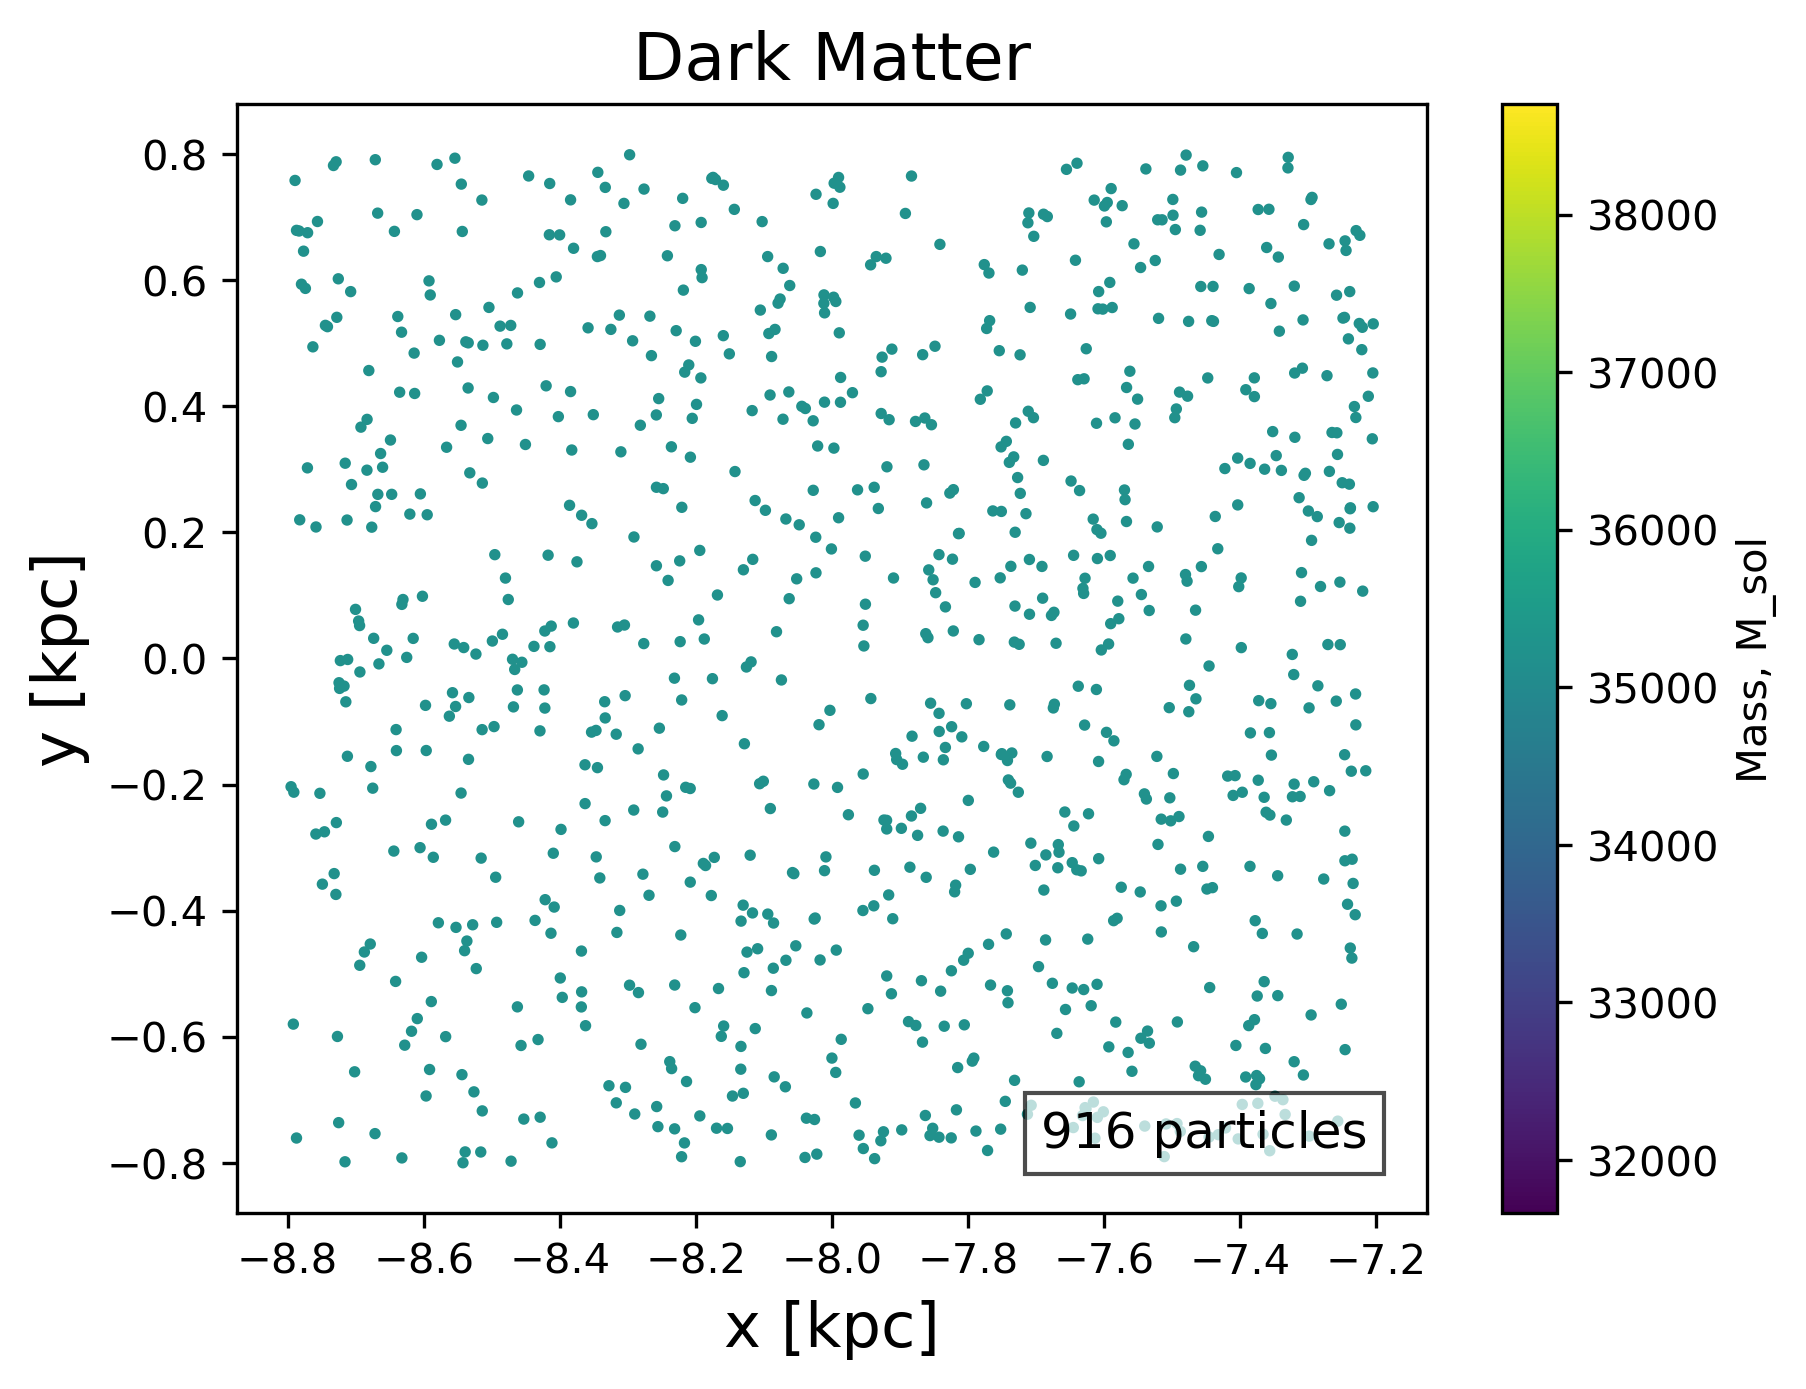 Dark Matter
0.8
0.6
0.4
0.2
0.0
−0.2
−0.4
−0.6
−0.8
y [kpc]
−8.8 −8.6 −8.4 −8.2 −8.0 −7.8 −7.6 −7.4 −7.2
x [kpc]
916 particles
38000
37000
36000
35000
34000
33000
32000
Mass, M_sol